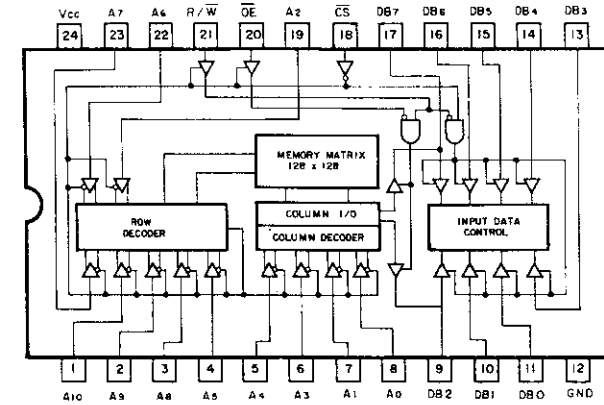 Vcc A7 A6 R/W OE A2 CS DB7 DB6 DB5 DB4 DB3
24 23 22 21 20 19 18 17 16 15 14 13
MEMORY MATRIX
128 x 128
ROW
DECODER
COLUMN I/O
COLUMN DECODER
INPUT DATA
CONTROL
1 2 3 4 5 6 7 8 9 10 11 12
A10 A9 A8 A5 A4 A3 A1 A0 DB2 DB1 DB0 GND